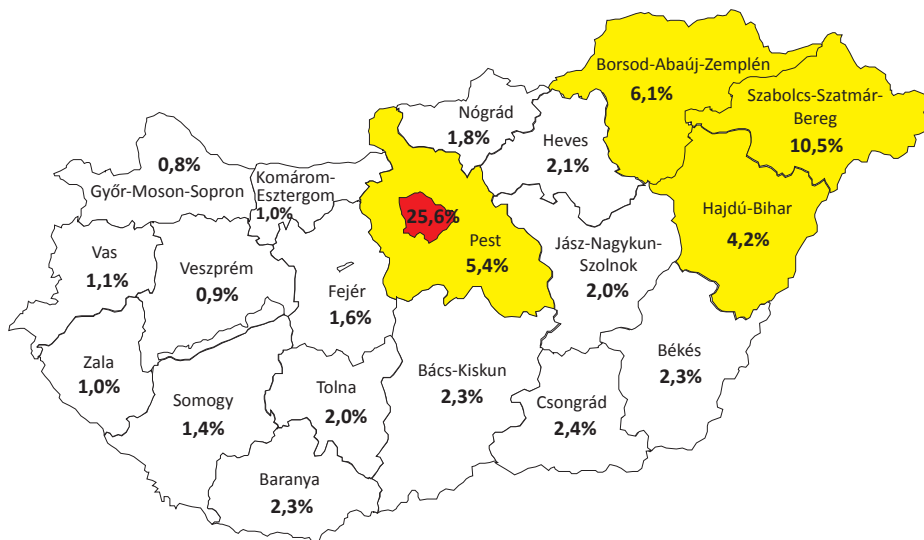 Borsod-Abaúj-Zemplén
6,1%
Szabolcs-Szatmár-
Bereg
10,5%
Nógrád
1,8%
Heves
2,1%
0,8%
Győr-Moson-Sopron
Komárom-
Esztergom
1,0%
25,6%
Pest
5,4%
Hajdú-Bihar
4,2%
Jász-Nagykun-
Szolnok
2,0%
Vas
1,1%
Veszprém
0,9%
Fejér
1,6%
Zala
1,0%
Somogy
1,4%
Tolna
2,0%
Bács-Kiskun
2,3%
Békés
2,3%
Csongrád
2,4%
Baranya
2,3%